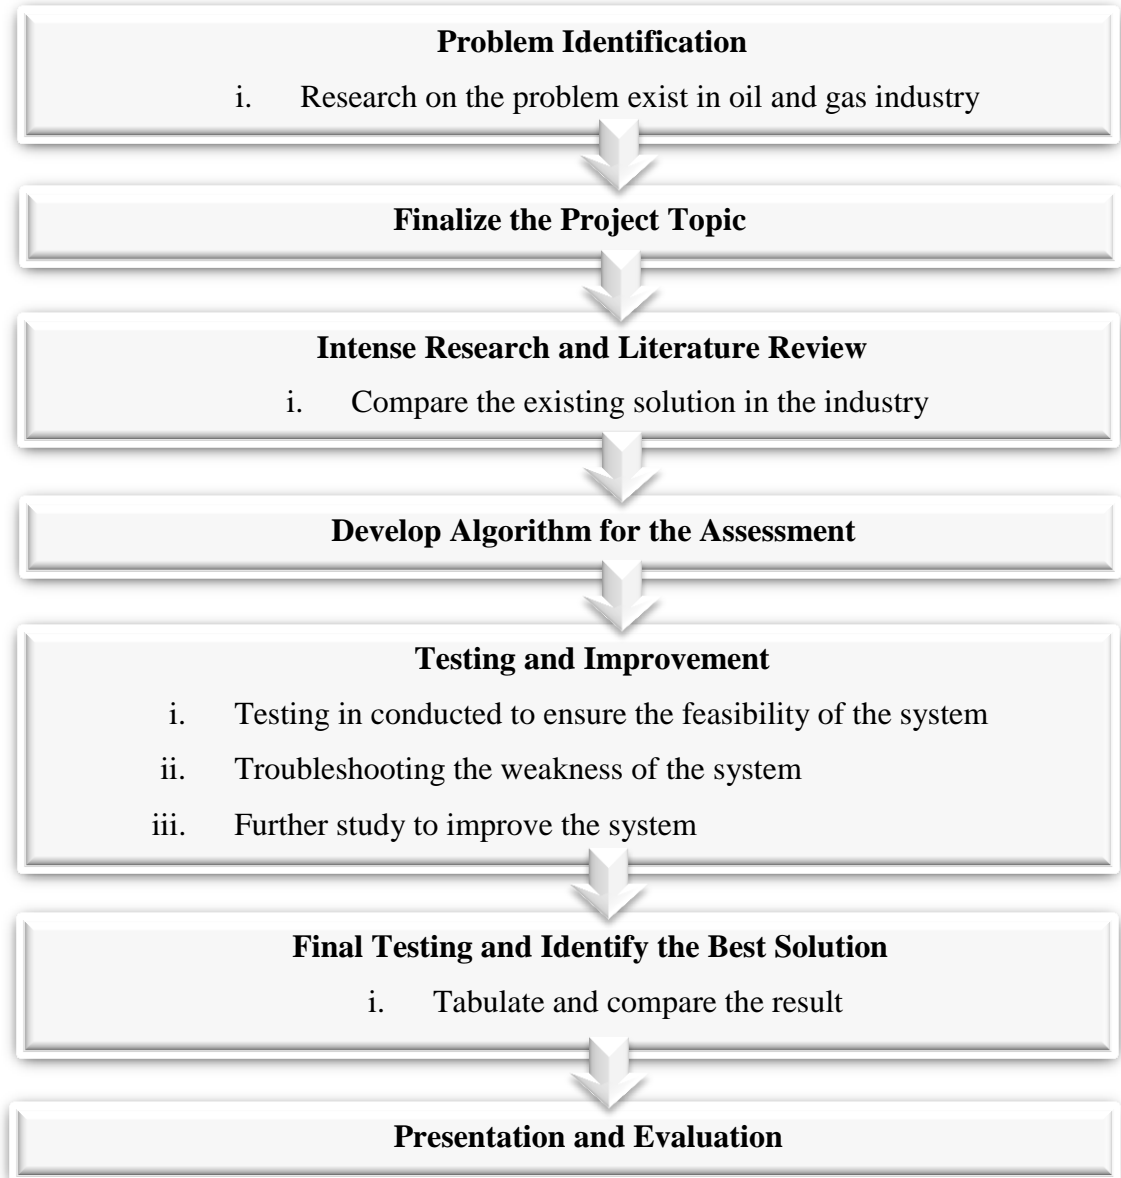 Problem Identification
i. Research on the problem exist in oil and gas industry
Finalize the Project Topic
Intense Research and Literature Review
i. Compare the existing solution in the industry
Develop Algorithm for the Assessment
Testing and Improvement
i. Testing in conducted to ensure the feasibility of the system
ii. Troubleshooting the weakness of the system
iii. Further study to improve the system
Final Testing and Identify the Best Solution
i. Tabulate and compare the result
Presentation and Evaluation